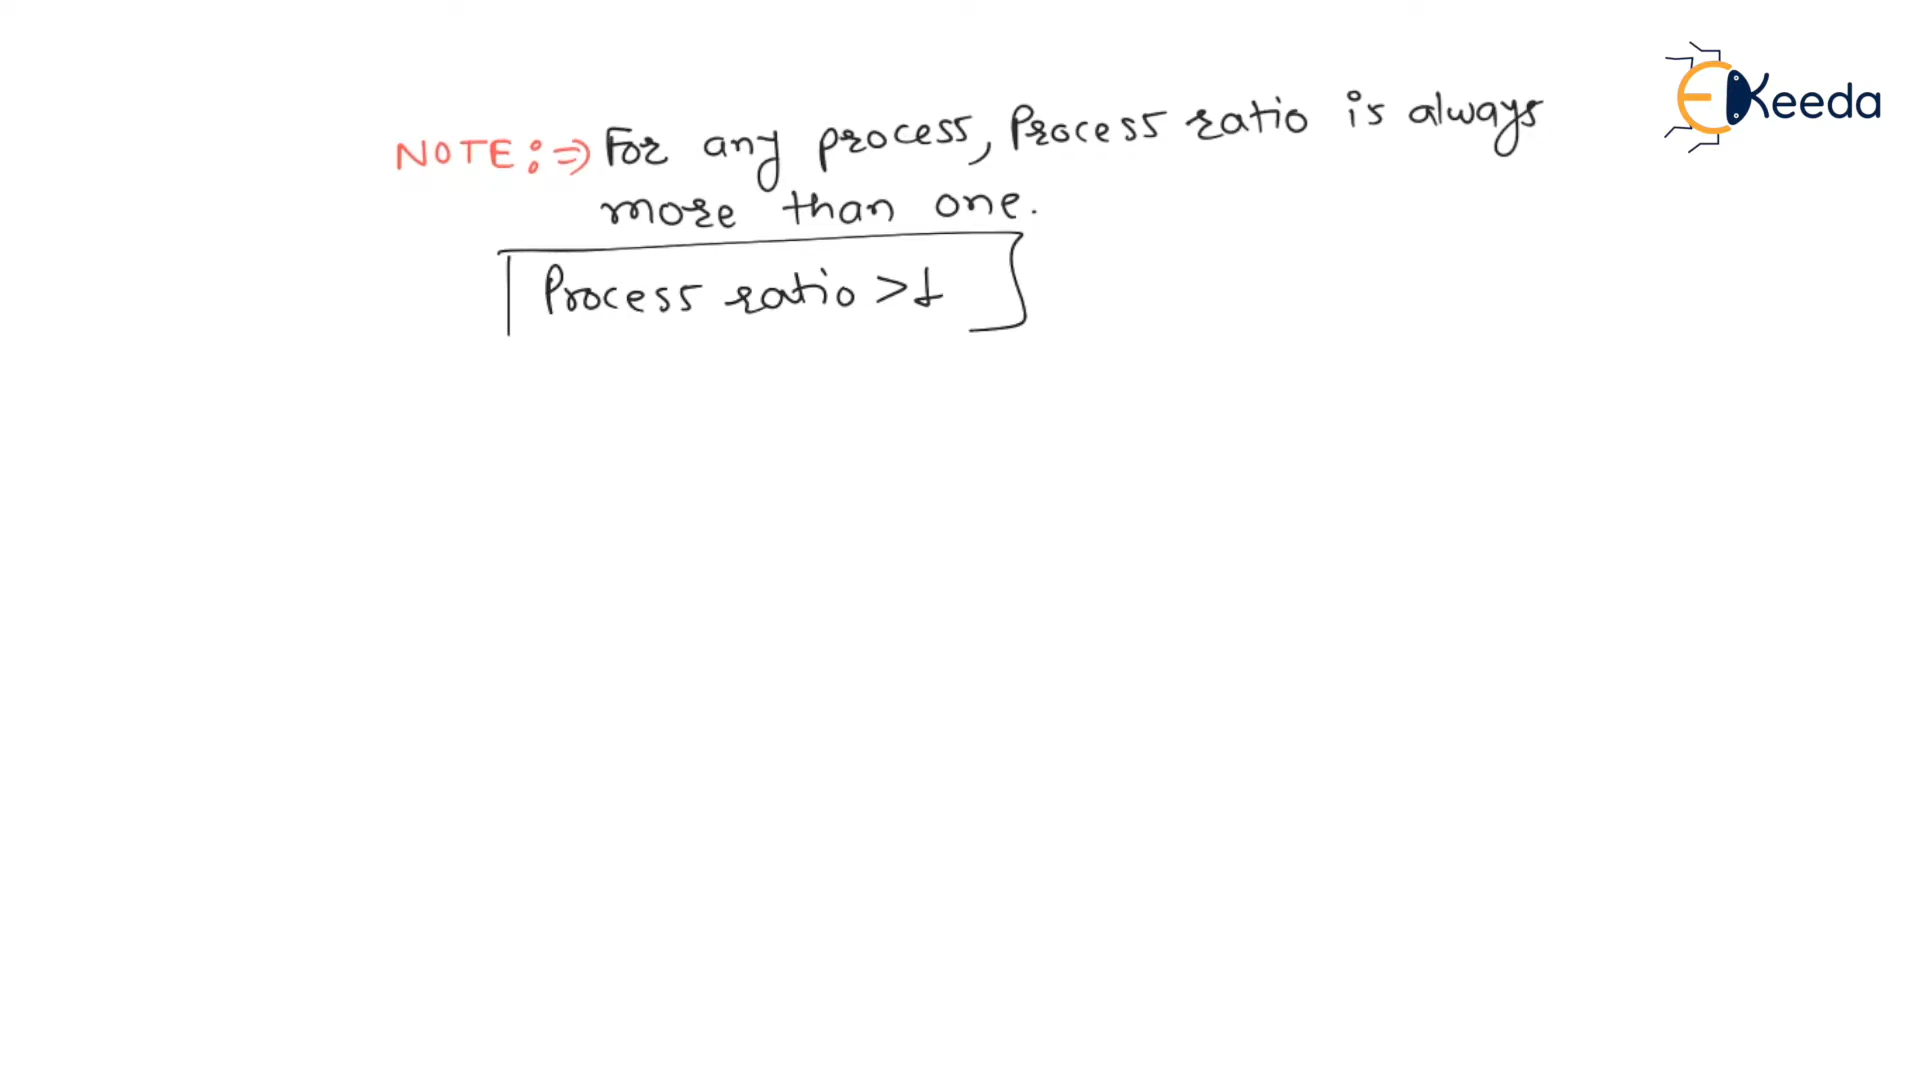 NOTE :⇒ For any process, Process ratio is always
more than one.
Process ratio > 1
EKeeda